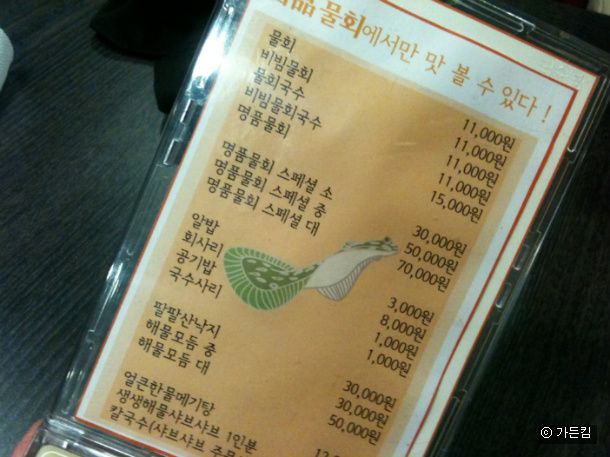 명품물회에서만 맛 볼 수 있다!
물회 11,000원
비빔물회 11,000원
물회국수 11,000원
비빔물회국수 11,000원
명품물회 15,000원
명품물회 스페셜 소 30,000원
명품물회 스페셜 중 50,000원
명품물회 스페셜 대 70,000원
알밥 3,000원
회사리 8,000원
공기밥 1,000원
국수사리 1,000원
팔팔산낙지 30,000원
해물모듬 중 30,000원
해물모듬 대 50,000원
얼큰한물메기탕
생생해물샤브샤브 1인분
칼국수(샤브샤브
© 가든킴